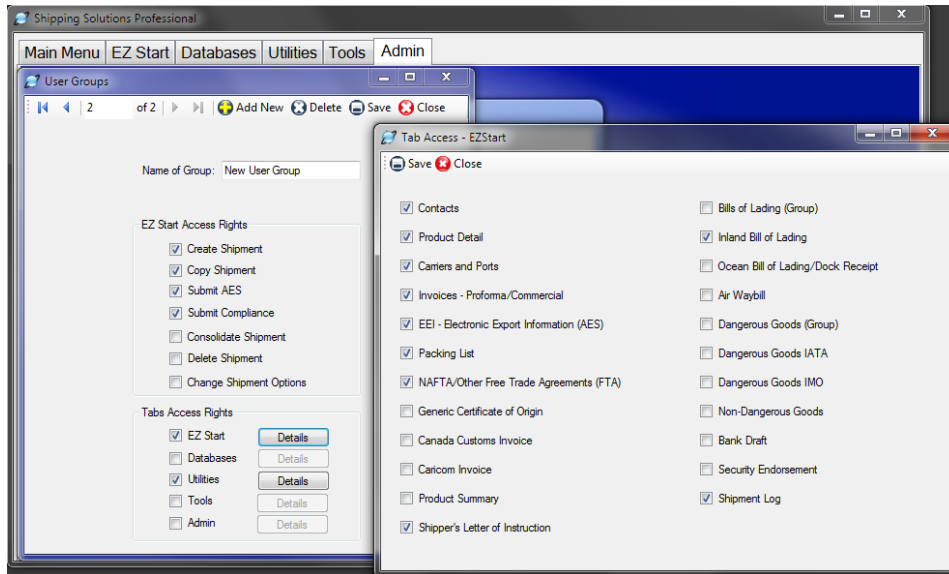 Shipping Solutions Professional
Main Menu EZ Start Databases Utilities Tools Admin
User Groups
2 of 2 Add New Delete Save Close
Name of Group: New User Group
EZ Start Access Rights
Create Shipment
Copy Shipment
Submit AES
Submit Compliance
Consolidate Shipment
Delete Shipment
Change Shipment Options
Tabs Access Rights
EZ Start Details
Databases Details
Utilities Details
Tools Details
Admin Details
Tab Access - EZStart
Save Close
Contacts
Product Detail
Carriers and Ports
Invoices - Proforma/Commercial
EEI - Electronic Export Information (AES)
Packing List
NAFTA/Other Free Trade Agreements (FTA)
Generic Certificate of Origin
Canada Customs Invoice
Caricom Invoice
Product Summary
Shipper's Letter of Instruction
Bills of Lading (Group)
Inland Bill of Lading
Ocean Bill of Lading/Dock Receipt
Air Waybill
Dangerous Goods (Group)
Dangerous Goods IATA
Dangerous Goods IMO
Non-Dangerous Goods
Bank Draft
Security Endorsement
Shipment Log